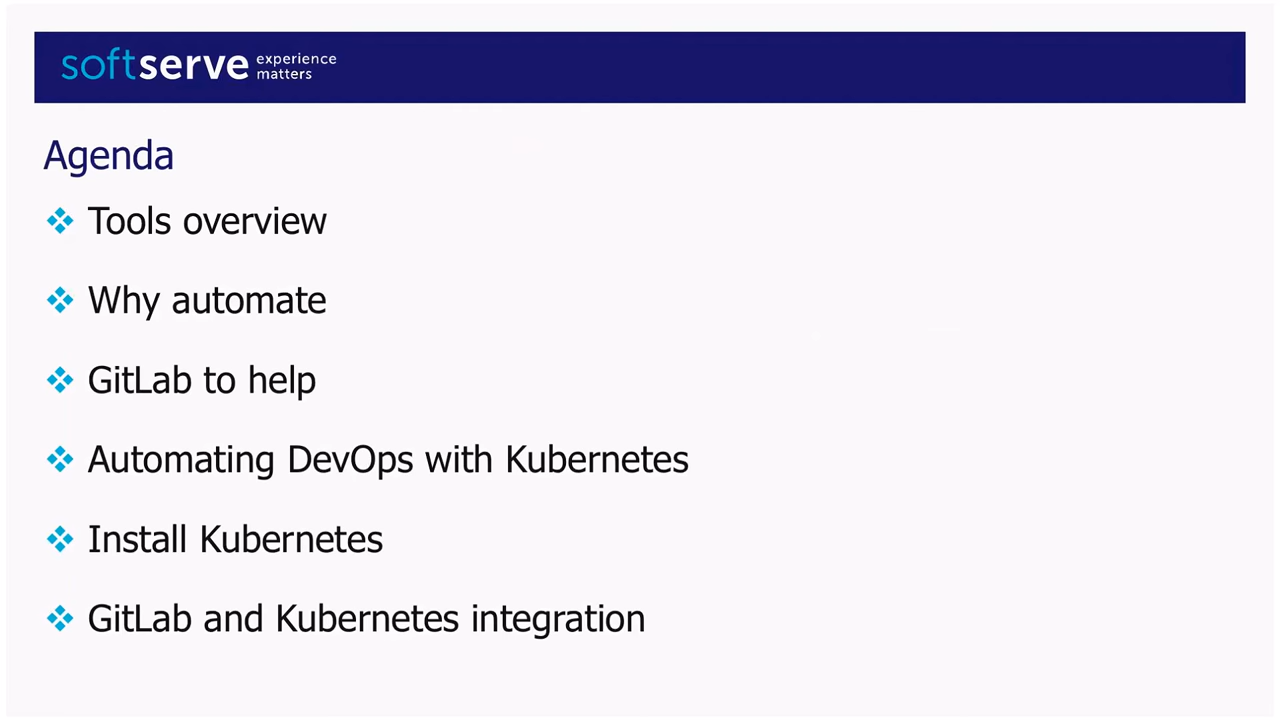 softserve experience
matters
Agenda
Tools overview
Why automate
GitLab to help
Automating DevOps with Kubernetes
Install Kubernetes
GitLab and Kubernetes integration